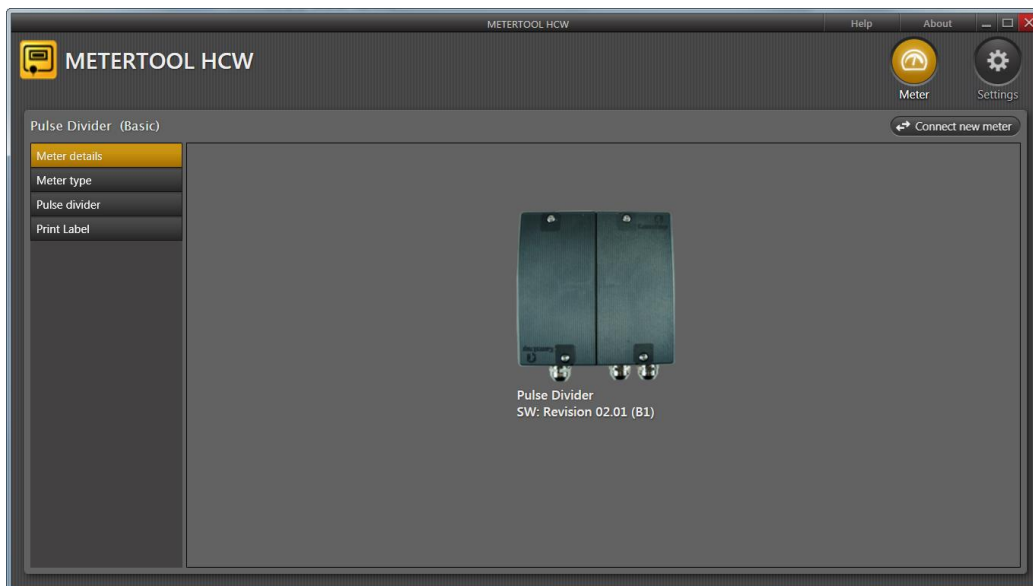 METERTOOL HCW
Help
About
METERTOOL HCW
Meter
Settings
Pulse Divider (Basic)
Connect new meter
Meter details
Meter type
Pulse divider
Print Label
Pulse Divider
SW: Revision 02.01 (B1)